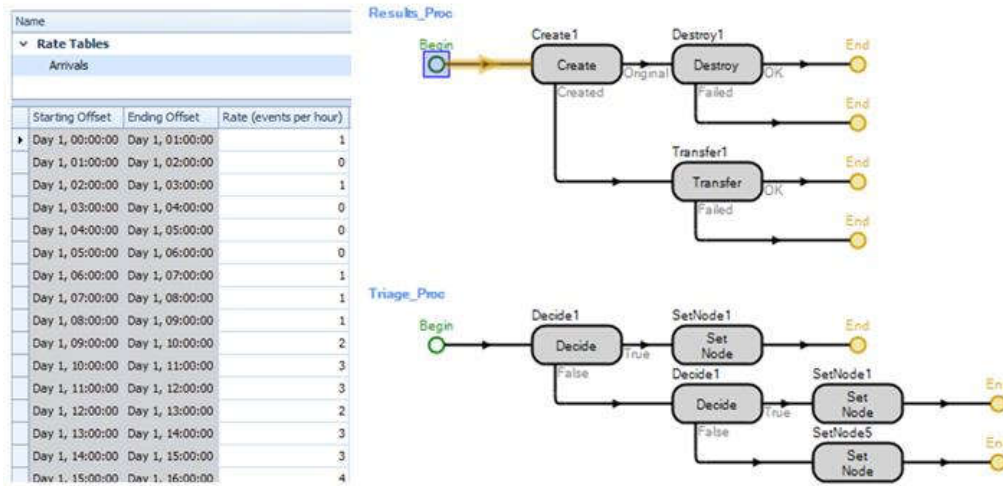 Name
Rate Tables
Arrivals
Starting Offset Ending Offset Rate (events per hour)
Day 1, 00:00:00 Day 1, 01:00:00 1
Day 1, 01:00:00 Day 1, 02:00:00 0
Day 1, 02:00:00 Day 1, 03:00:00 1
Day 1, 03:00:00 Day 1, 04:00:00 0
Day 1, 04:00:00 Day 1, 05:00:00 0
Day 1, 05:00:00 Day 1, 06:00:00 0
Day 1, 06:00:00 Day 1, 07:00:00 1
Day 1, 07:00:00 Day 1, 08:00:00 1
Day 1, 08:00:00 Day 1, 09:00:00 1
Day 1, 09:00:00 Day 1, 10:00:00 2
Day 1, 10:00:00 Day 1, 11:00:00 3
Day 1, 11:00:00 Day 1, 12:00:00 3
Day 1, 12:00:00 Day 1, 13:00:00 2
Day 1, 13:00:00 Day 1, 14:00:00 3
Day 1, 14:00:00 Day 1, 15:00:00 3
Day 1, 15:00:00 Day 1, 16:00:00 4
Results_Proc
Begin
Create1
Create
Original
Created
Destroy1
Destroy
OK
Failed
End
End
Transfer1
Transfer
OK
Failed
End
End
Triage_Proc
Begin
Decide1
Decide
True
False
SetNode1
Set
Node
End
Decide1
Decide
True
False
SetNode1
Set
Node
En
SetNode5
Set
Node
En